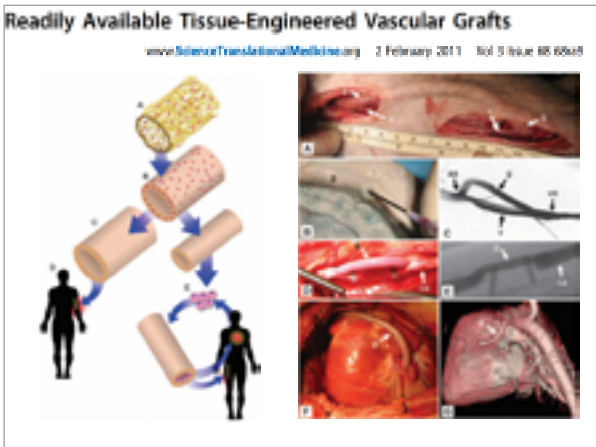 Readily Available Tissue-Engineered Vascular Grafts
www.ScienceTranslationalMedicine.org 2 February 2011 Vol 3 Issue 68 68ra9
A
B
C
D
E
A
B
C
D
E
F
G